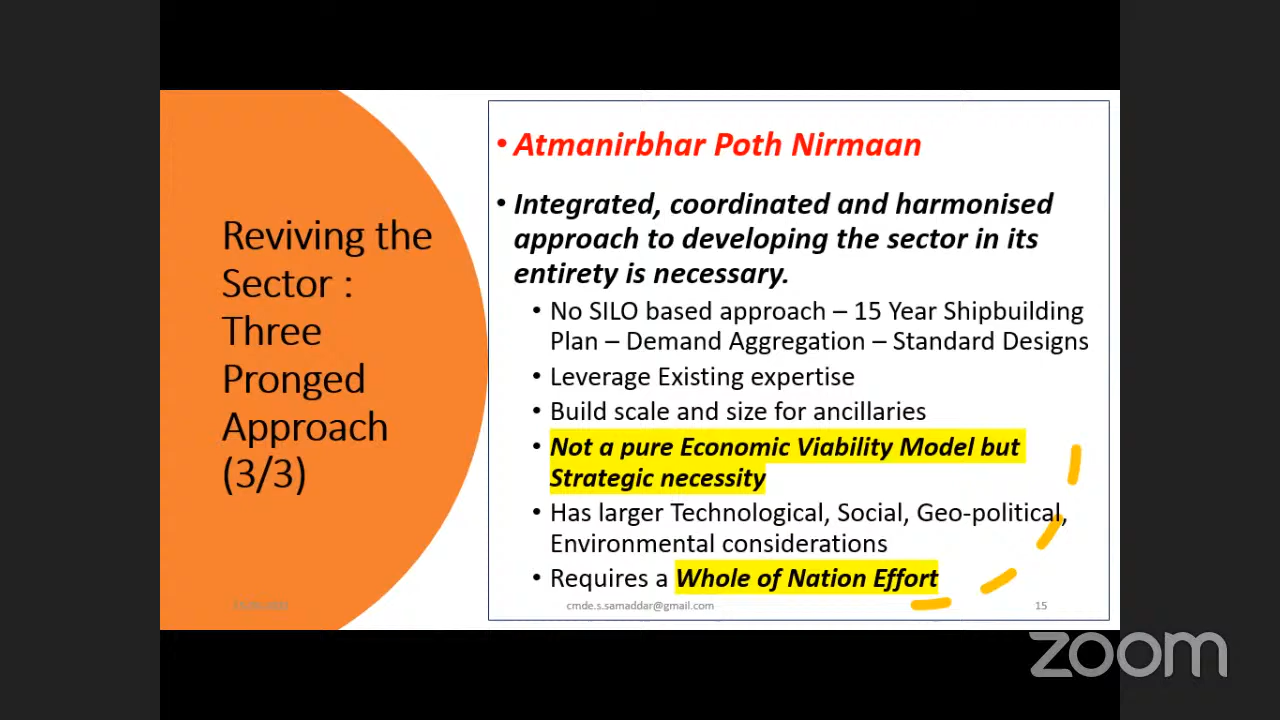 Reviving the
Sector :
Three
Pronged
Approach
(3/3)
• Atmanirbhar Poth Nirmaan
• Integrated, coordinated and harmonised
approach to developing the sector in its
entirety is necessary.
• No SILO based approach – 15 Year Shipbuilding
Plan – Demand Aggregation – Standard Designs
• Leverage Existing expertise
• Build scale and size for ancillaries
• Not a pure Economic Viability Model but
Strategic necessity
• Has larger Technological, Social, Geo-political,
Environmental considerations
• Requires a Whole of Nation Effort
cmde.s.samaddar@gmail.com
15
zoom